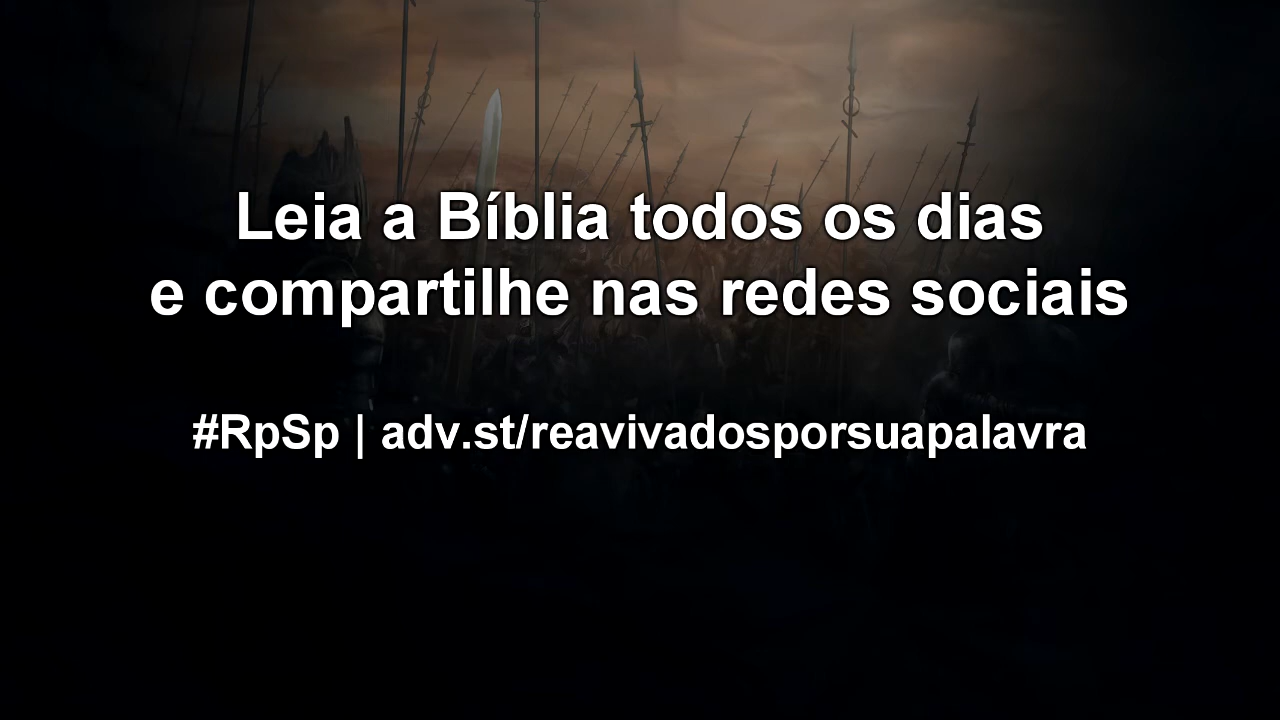 Leia a Bíblia todos os dias
e compartilhe nas redes sociais
#RpSp | adv.st/reavivadosporsuapalavra